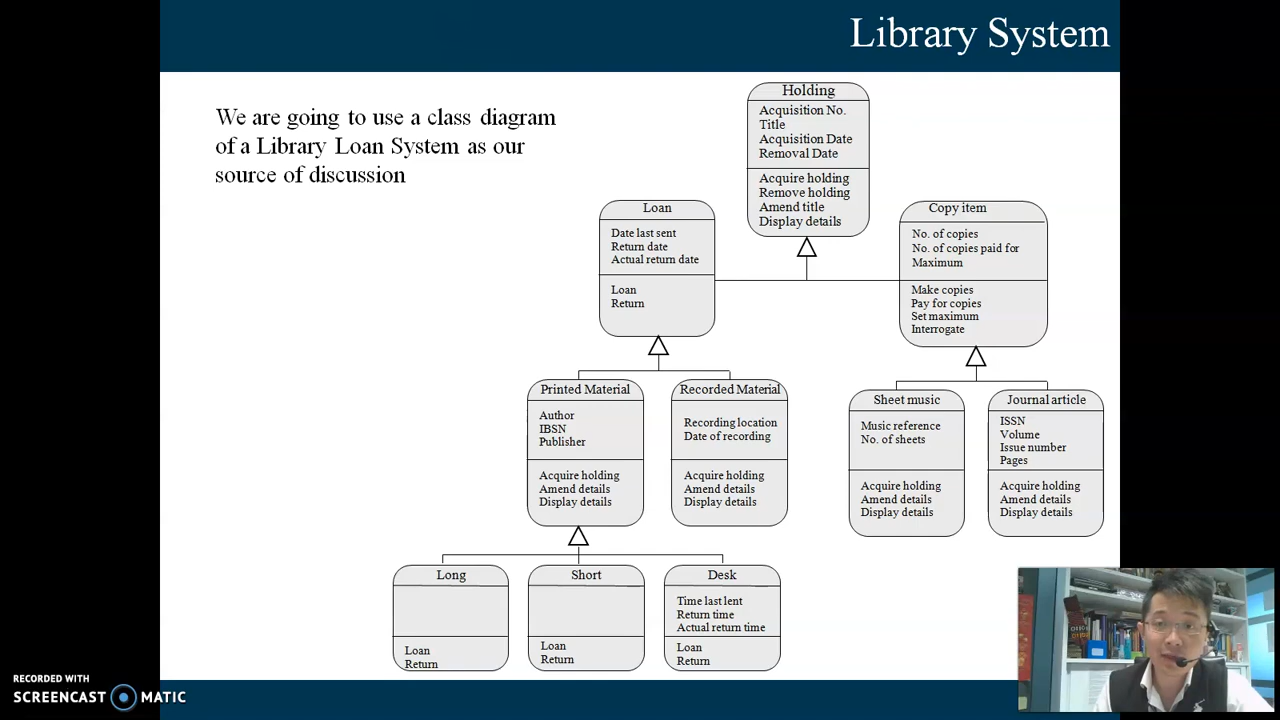 Library System
We are going to use a class diagram
of a Library Loan System as our
source of discussion
Holding
Acquisition No.
Title
Acquisition Date
Removal Date
Acquire holding
Remove holding
Amend title
Display details
Loan
Date last sent
Return date
Actual return date
Loan
Return
Copy item
No. of copies
No. of copies paid for
Maximum
Make copies
Pay for copies
Set maximum
Interrogate
Printed Material
Author
IBSN
Publisher
Acquire holding
Amend details
Display details
Recorded Material
Recording location
Date of recording
Acquire holding
Amend details
Display details
Sheet music
Music reference
No. of sheets
Acquire holding
Amend details
Display details
Journal article
ISSN
Volume
Issue number
Pages
Acquire holding
Amend details
Display details
Long
Loan
Return
Short
Loan
Return
Desk
Time last lent
Return time
Actual return time
Loan
Return
RECORDED WITH
SCREENCAST MATIC